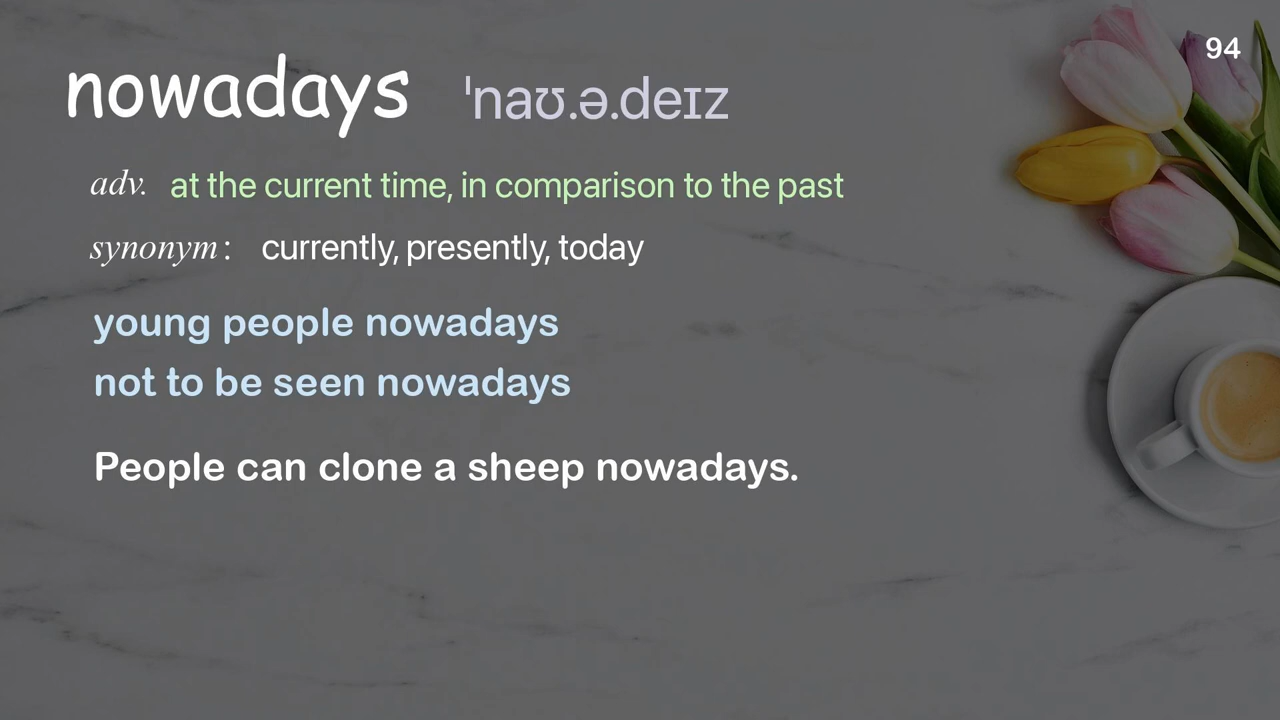 94
nowadays ˈnaʊ.ə.deɪz
adv. at the current time, in comparison to the past
synonym: currently, presently, today
young people nowadays
not to be seen nowadays
People can clone a sheep nowadays.